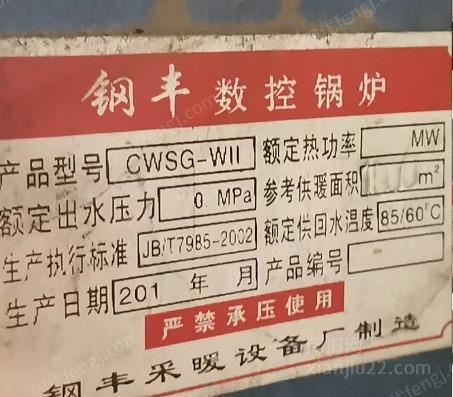 钢丰数控锅炉
产品型号 CWSG-WII 额定热功率 MW
额定出水压力 0 MPa 参考供暖面积 m²
生产执行标准 JB/T7985-2002 额定供回水温度 85/60℃
生产日期 201 年 月 产品编号
严禁承压使用
钢丰采暖设备厂制造